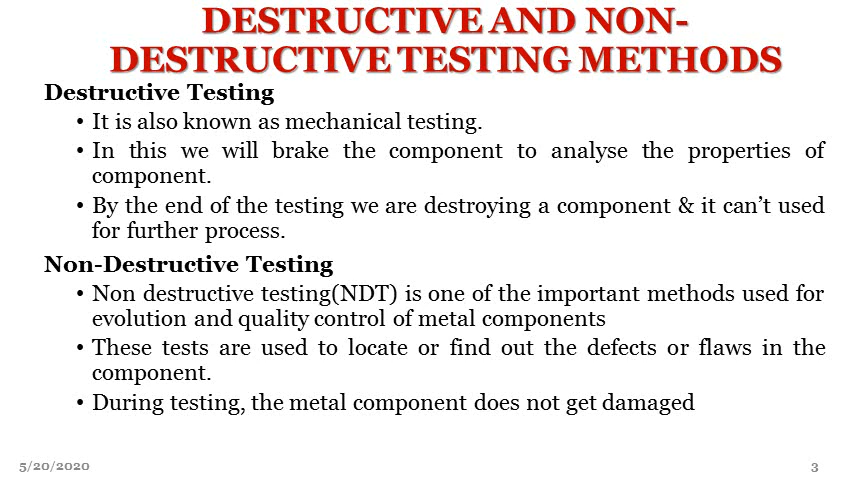 DESTRUCTIVE AND NON-
DESTRUCTIVE TESTING METHODS
Destructive Testing
• It is also known as mechanical testing.
• In this we will brake the component to analyse the properties of
component.
• By the end of the testing we are destroying a component & it can’t used
for further process.
Non-Destructive Testing
• Non destructive testing(NDT) is one of the important methods used for
evolution and quality control of metal components
• These tests are used to locate or find out the defects or flaws in the
component.
• During testing, the metal component does not get damaged
5/20/2020
3